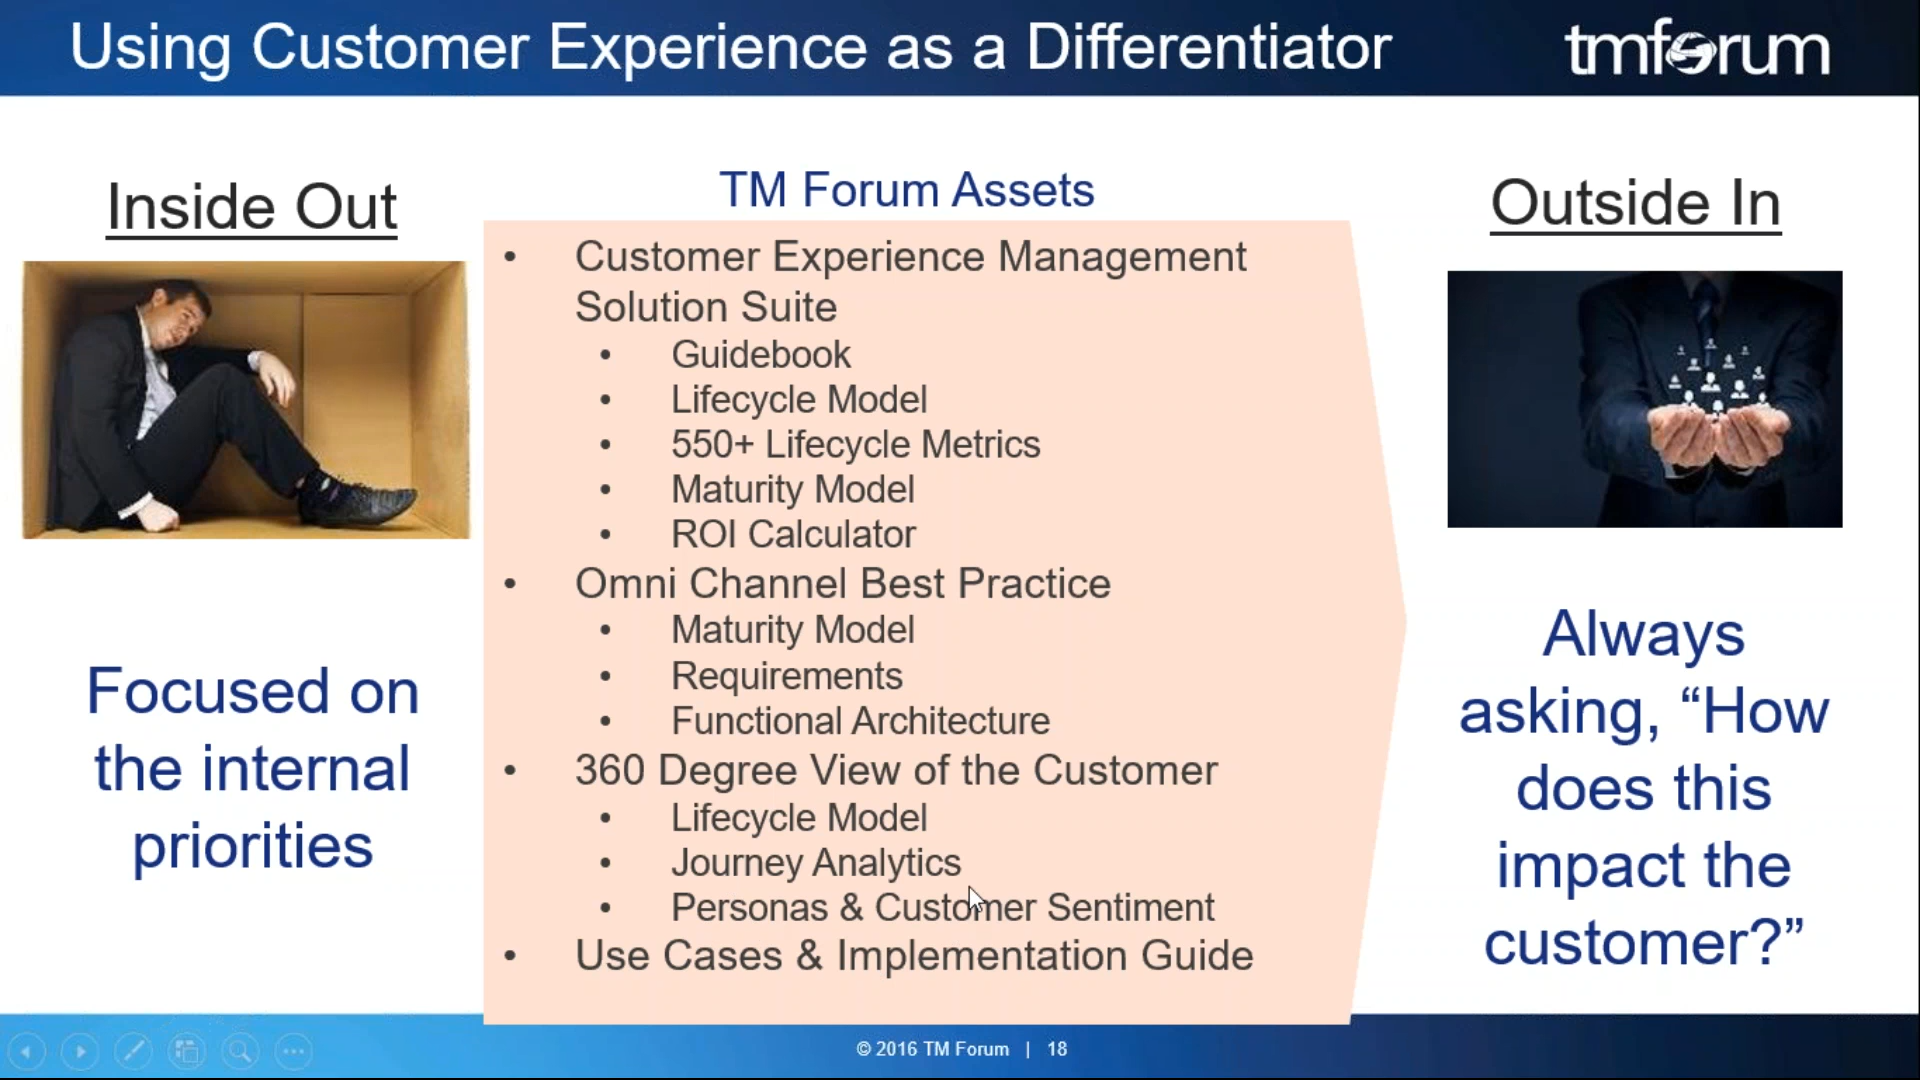 Using Customer Experience as a Differentiator
tmforum
Inside Out
Focused on
the internal
priorities
TM Forum Assets
• Customer Experience Management
Solution Suite
• Guidebook
• Lifecycle Model
• 550+ Lifecycle Metrics
• Maturity Model
• ROI Calculator
• Omni Channel Best Practice
• Maturity Model
• Requirements
• Functional Architecture
• 360 Degree View of the Customer
• Lifecycle Model
• Journey Analytics
• Personas & Customer Sentiment
• Use Cases & Implementation Guide
Outside In
Always
asking, “How
does this
impact the
customer?”
© 2016 TM Forum | 18